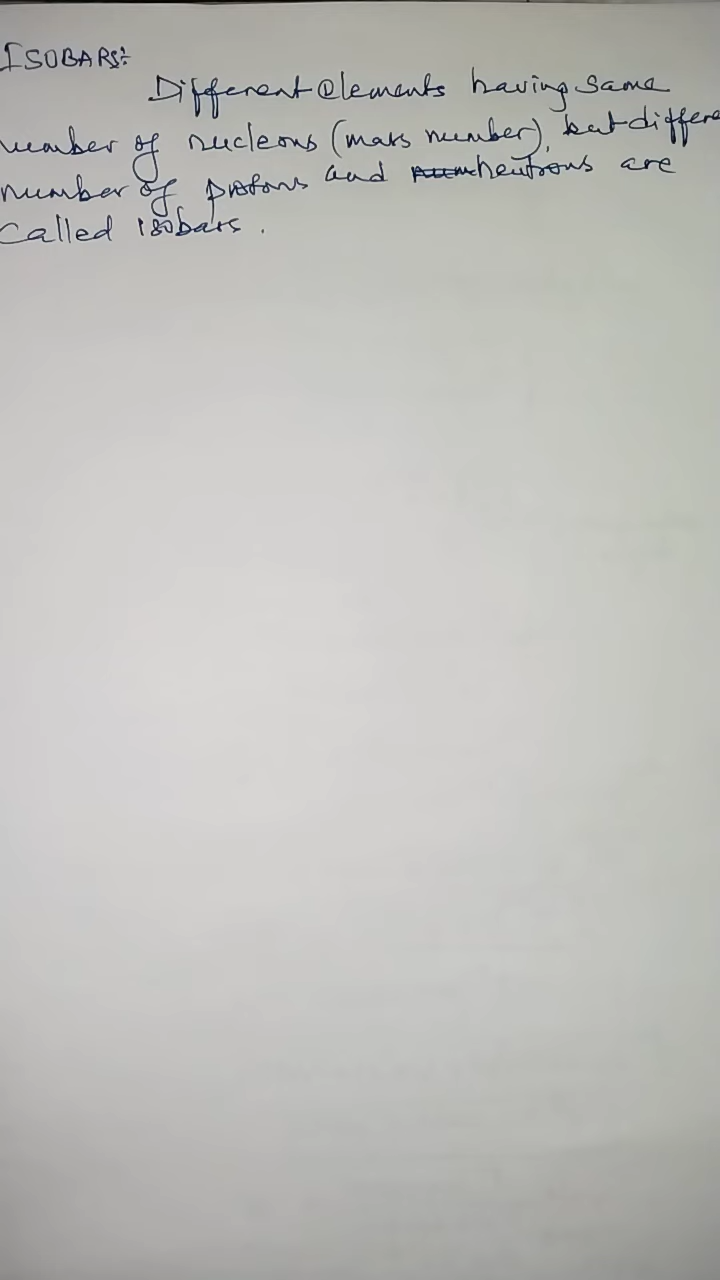 ISOBARS:
Different elements having same
number of nucleons (mass number), but differe
number of protons and neutrons are
called isobars.